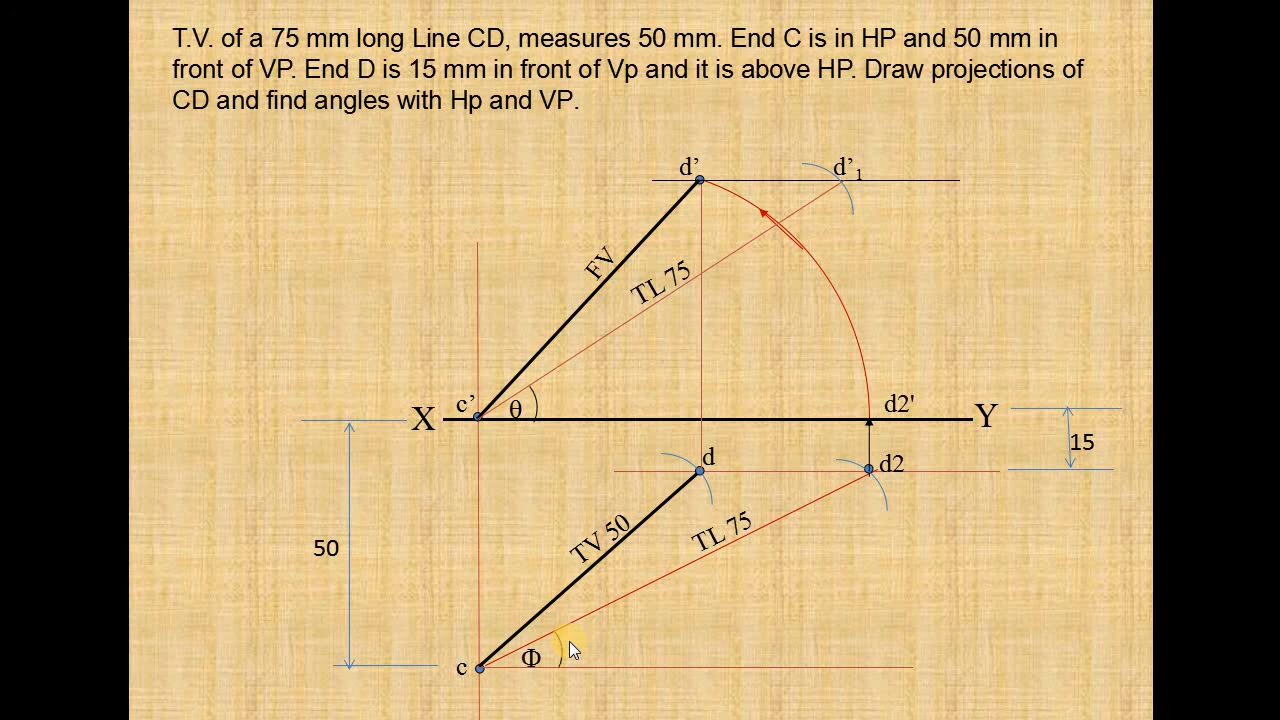 T.V. of a 75 mm long Line CD, measures 50 mm. End C is in HP and 50 mm in
front of VP. End D is 15 mm in front of Vp and it is above HP. Draw projections of
CD and find angles with Hp and VP.
d’
d’1
FV
TL 75
c’
θ
d2'
X
Y
15
d
d2
TV 50
TL 75
50
c
Φ